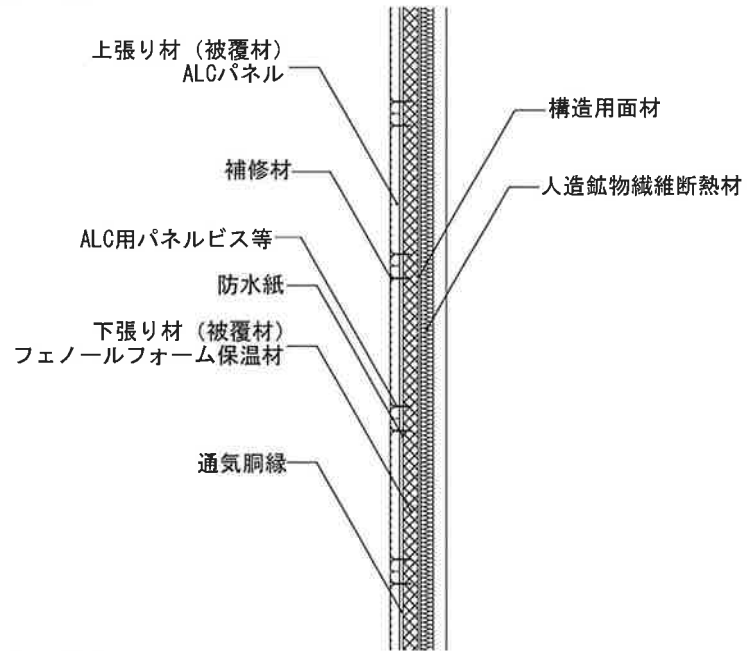 上張り材（被覆材）
ALCパネル
構造用面材
補修材
人造鉱物繊維断熱材
ALC用パネルビス等
防水紙
下張り材（被覆材）
フェノールフォーム保温材
通気胴縁